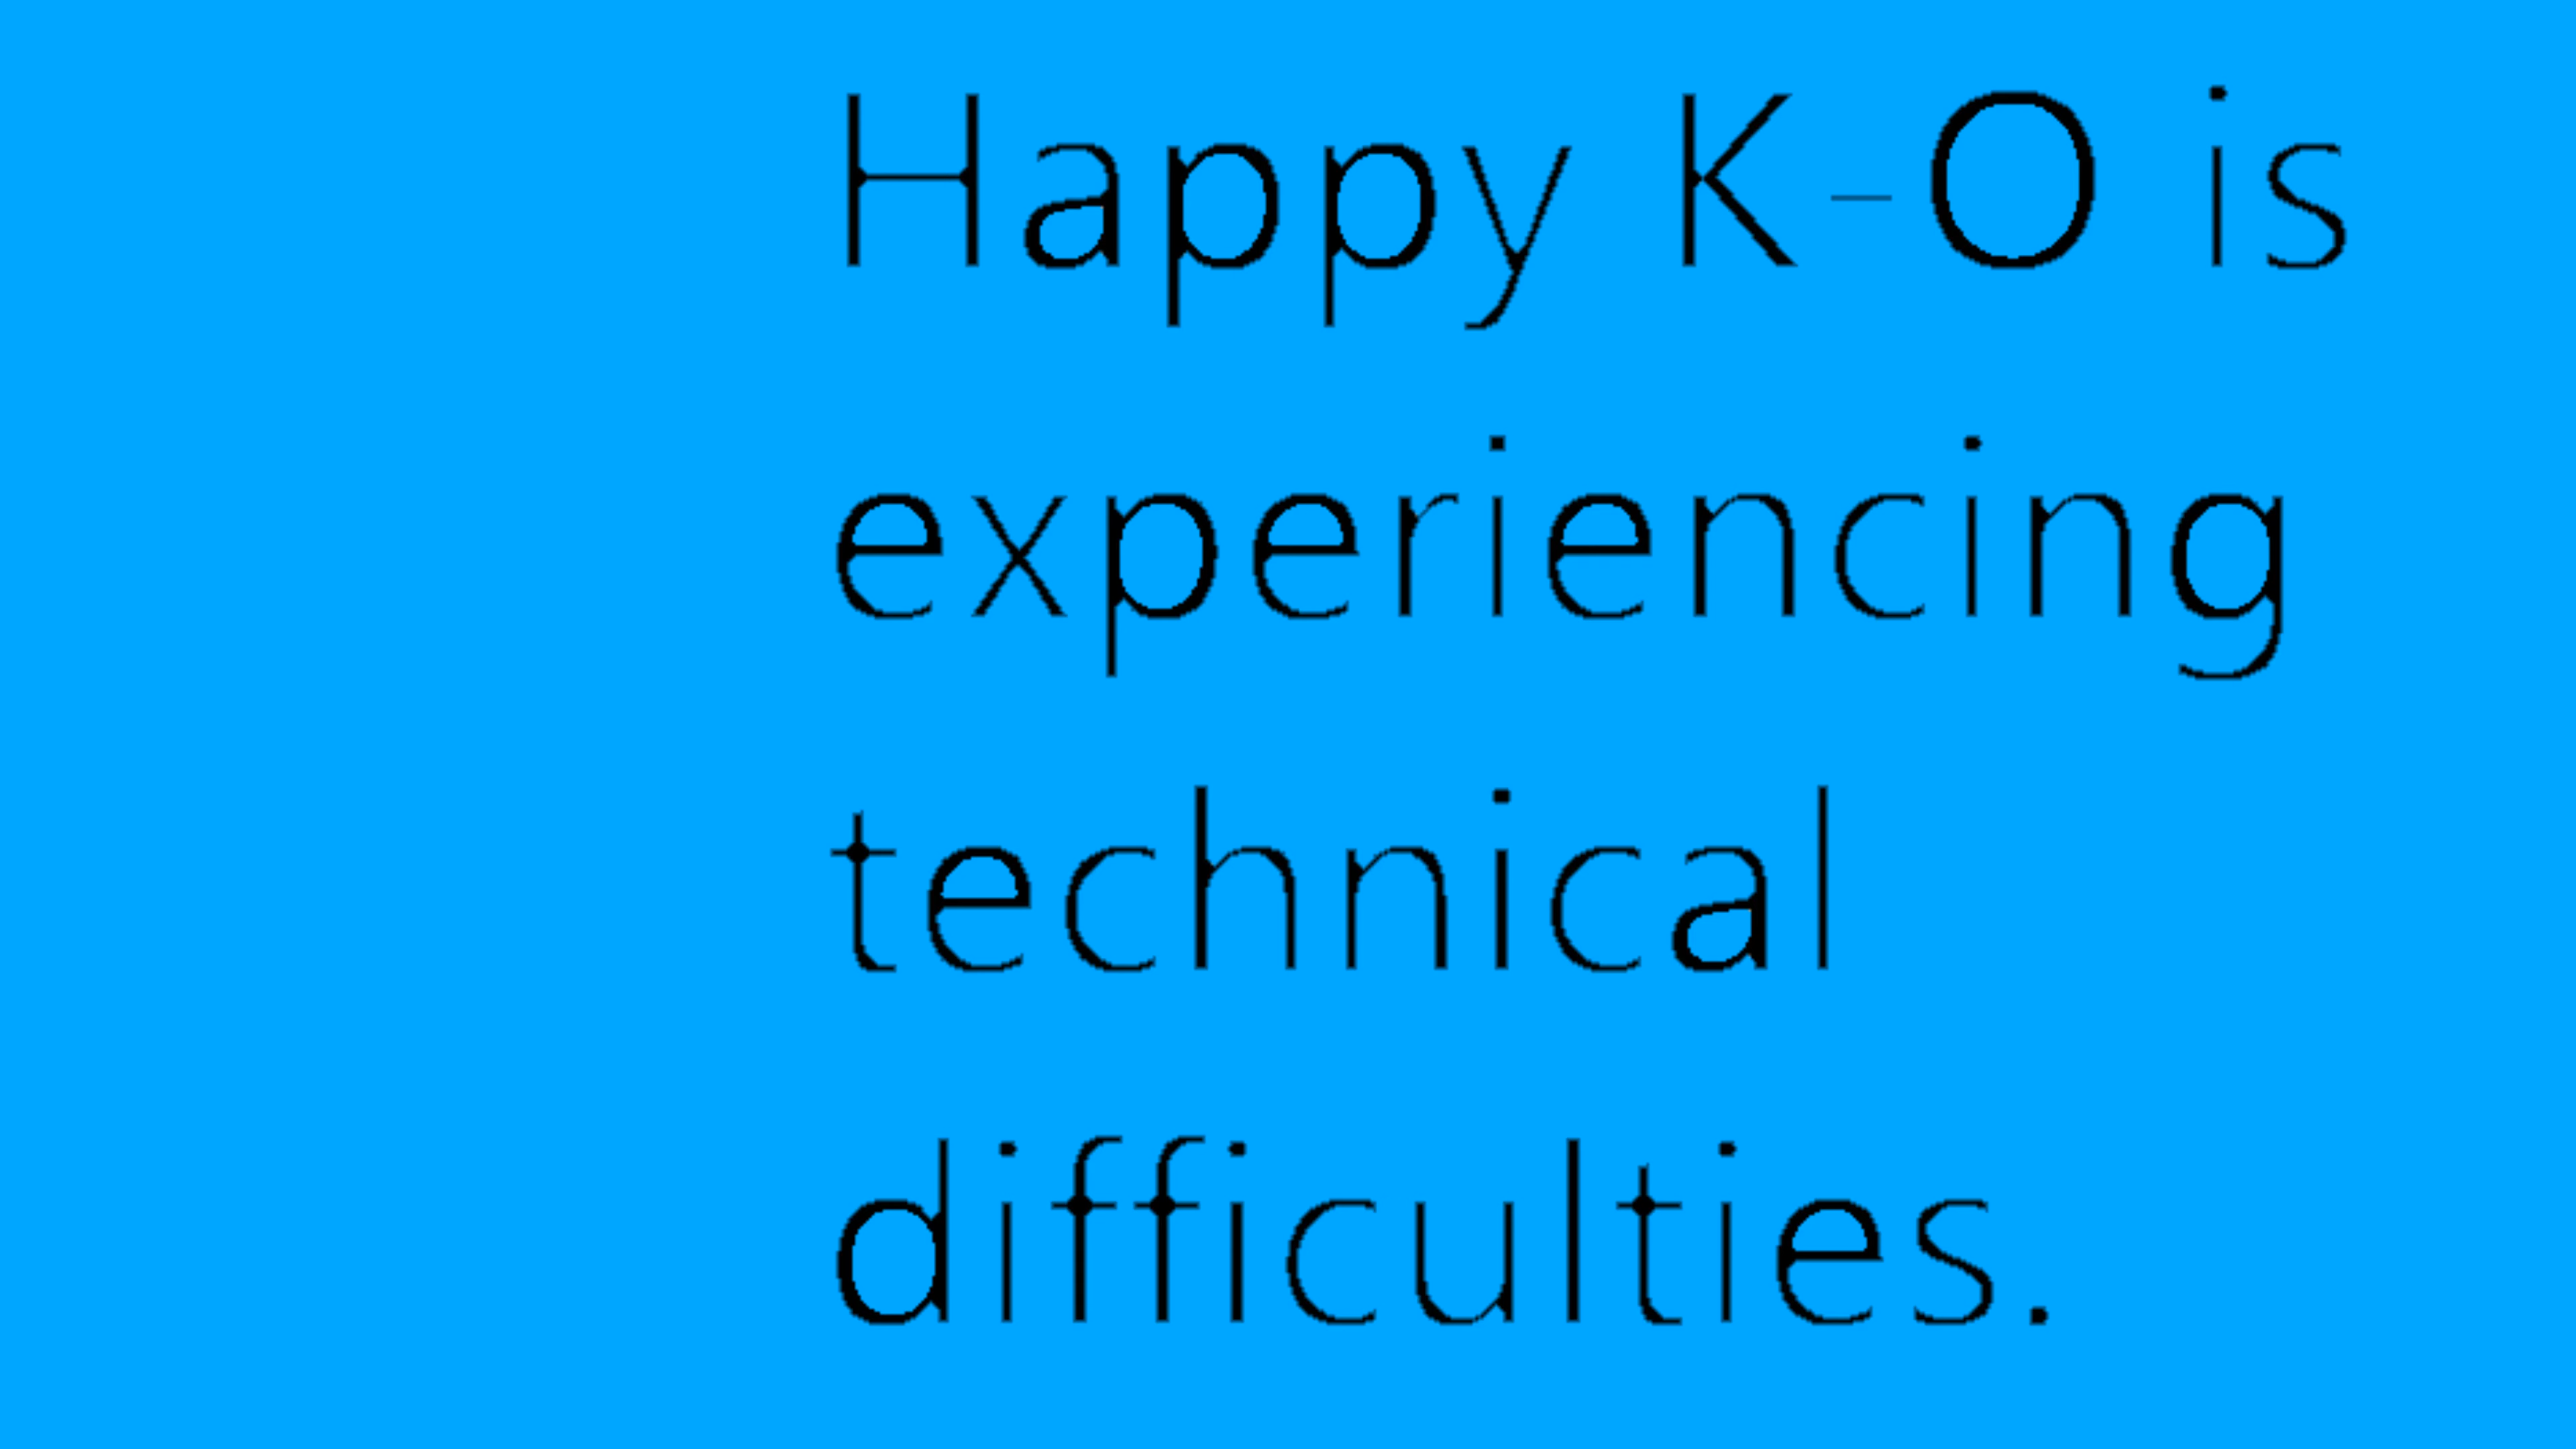 Happy K-O is
experiencing
technical
difficulties.